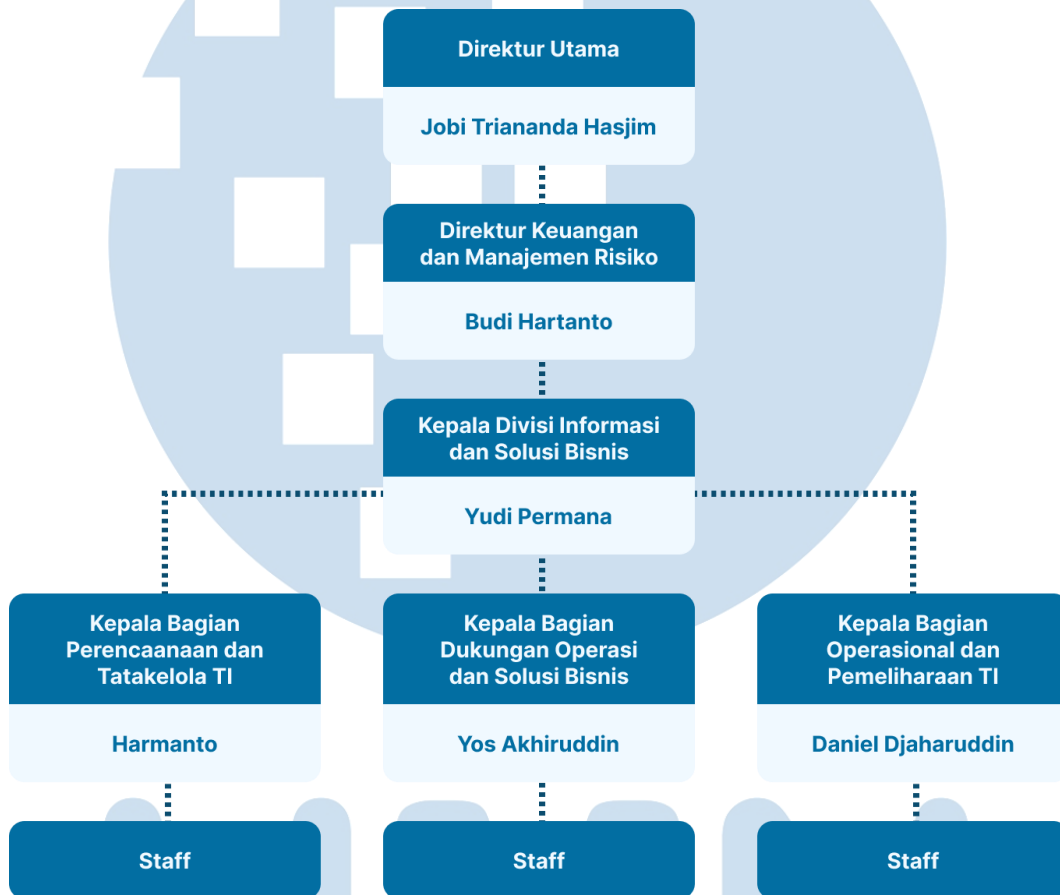 Direktur Utama
Jobi Triananda Hasjim
Direktur Keuangan
dan Manajemen Risiko
Budi Hartanto
Kepala Divisi Informasi
dan Solusi Bisnis
Yudi Permana
Kepala Bagian
Perencaanaan dan
Tatakelola TI
Harmanto
Kepala Bagian
Dukungan Operasi
dan Solusi Bisnis
Yos Akhiruddin
Kepala Bagian
Operasional dan
Pemeliharaan TI
Daniel Djaharuddin
Staff
Staff
Staff